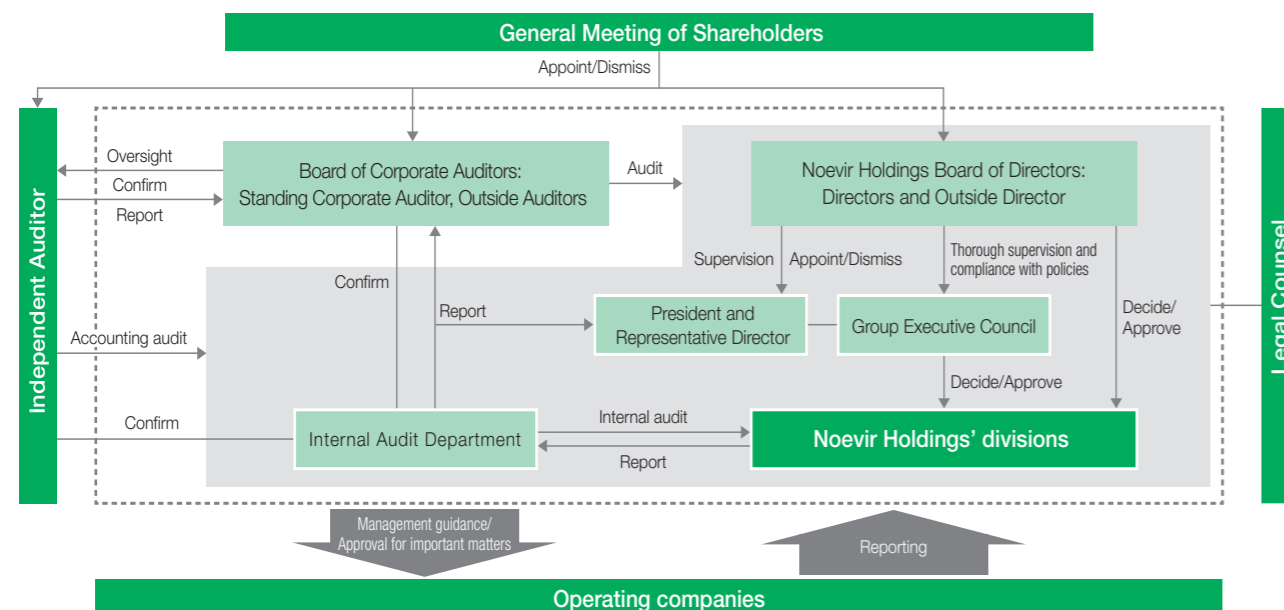 General Meeting of Shareholders
Appoint/Dismiss
Independent Auditor
Legal Counsel
Oversight
Confirm
Report
Board of Corporate Auditors:
Standing Corporate Auditor, Outside Auditors
Audit
Noevir Holdings Board of Directors:
Directors and Outside Director
Confirm
Report
Supervision
Appoint/Dismiss
Thorough supervision and
compliance with policies
Decide/
Approve
President and
Representative Director
Group Executive Council
Accounting audit
Decide/Approve
Confirm
Internal Audit Department
Internal audit
Report
Noevir Holdings’ divisions
Management guidance/
Approval for important matters
Reporting
Operating companies